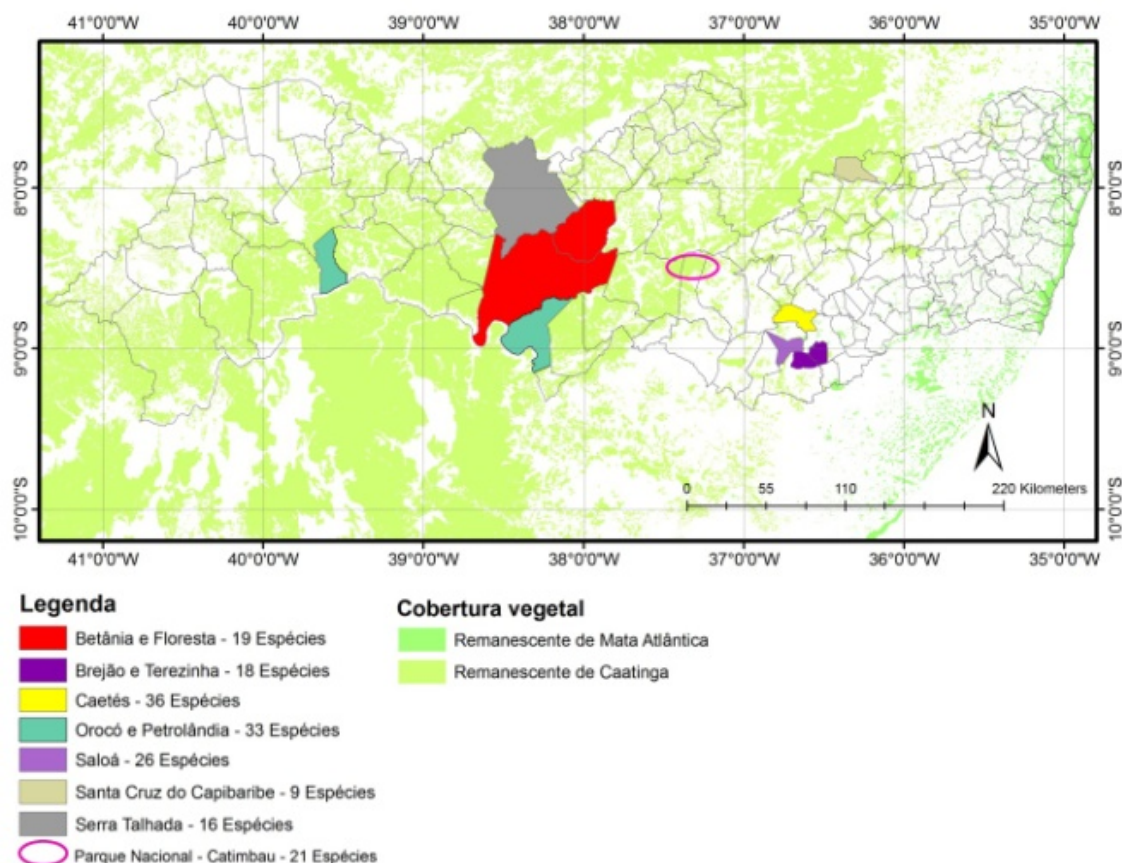 41°0'0"W 40°0'0"W 39°0'0"W 38°0'0"W 37°0'0"W 36°0'0"W 35°0'0"W
8°0'0"S 8°0'0"S
9°0'0"S 9°0'0"S
N
0 55 110 220 Kilometers
10°0'0"S 10°0'0"S
41°0'0"W 40°0'0"W 39°0'0"W 38°0'0"W 37°0'0"W 36°0'0"W 35°0'0"W
Legenda
Betânia e Floresta - 19 Espécies
Brejão e Terezinha - 18 Espécies
Caetés - 36 Espécies
Orocó e Petrolândia - 33 Espécies
Saloá - 26 Espécies
Santa Cruz do Capibaribe - 9 Espécies
Serra Talhada - 16 Espécies
Parque Nacional - Catimbau - 21 Espécies
Cobertura vegetal
Remanescente de Mata Atlântica
Remanescente de Caatinga